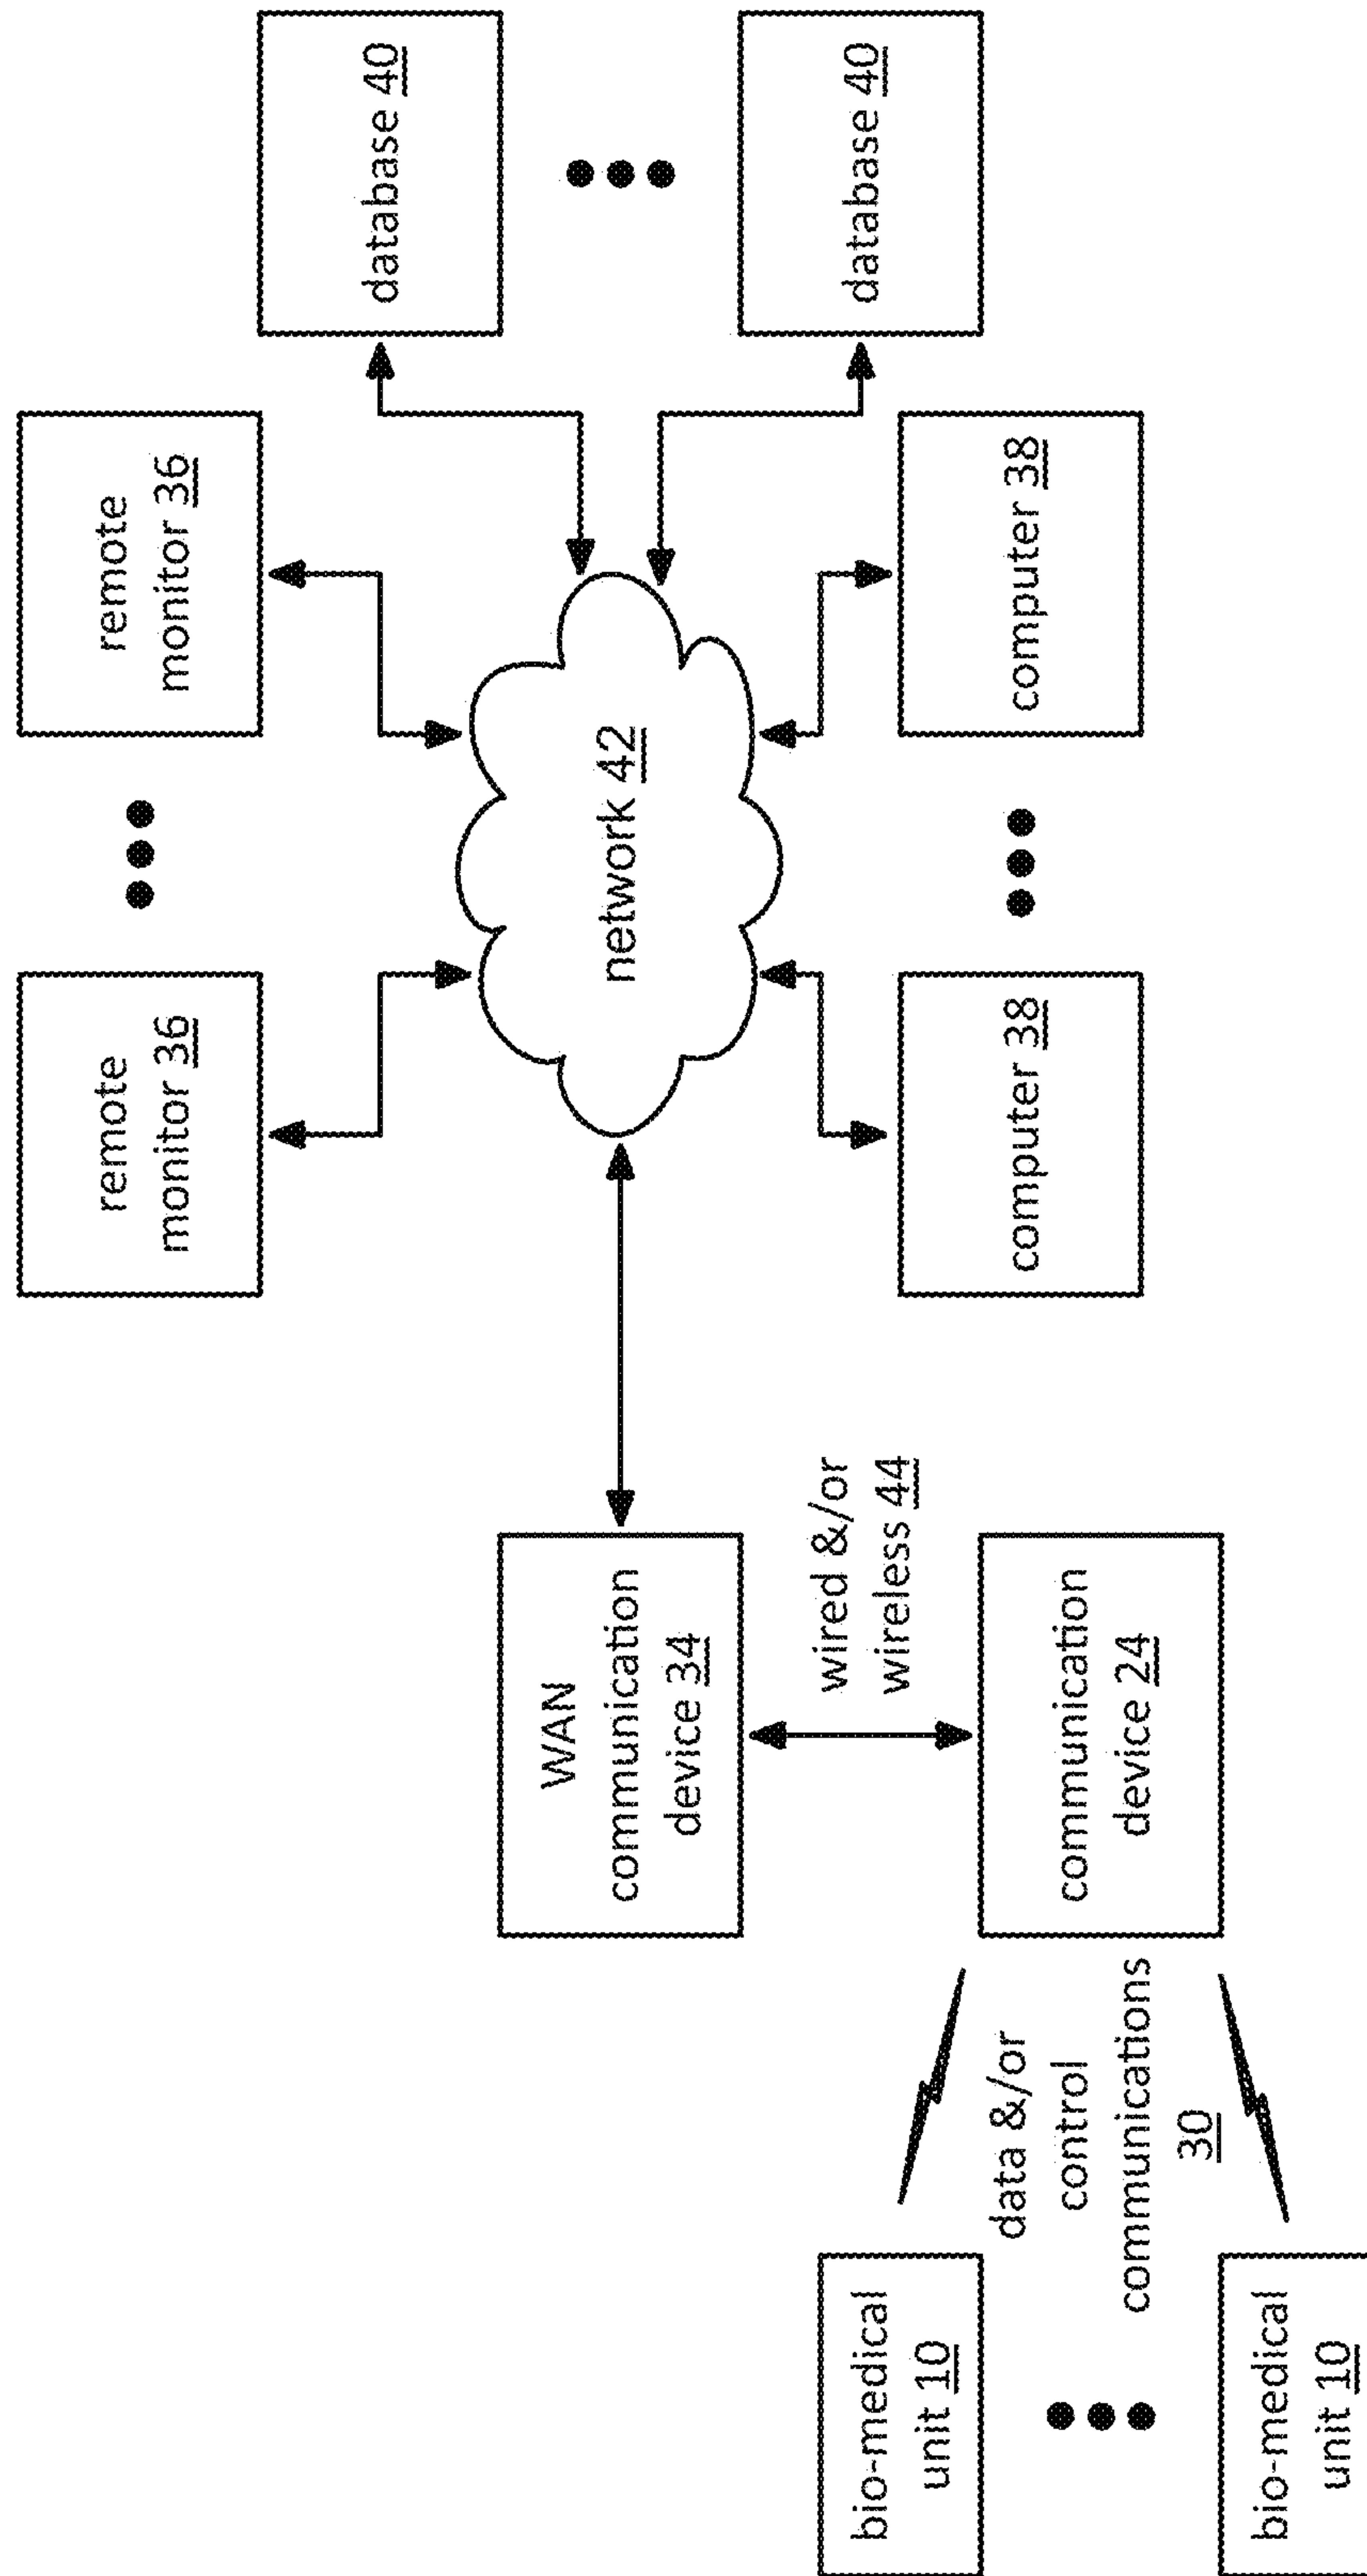 remote
monitor 36
remote
monitor 36
database 40
network 42
WAN
communication
device 34
database 40
wired &/or
wireless 44
computer 38
computer 38
communication
device 24
data &/or
control
communications
30
bio-medical
unit 10
bio-medical
unit 10